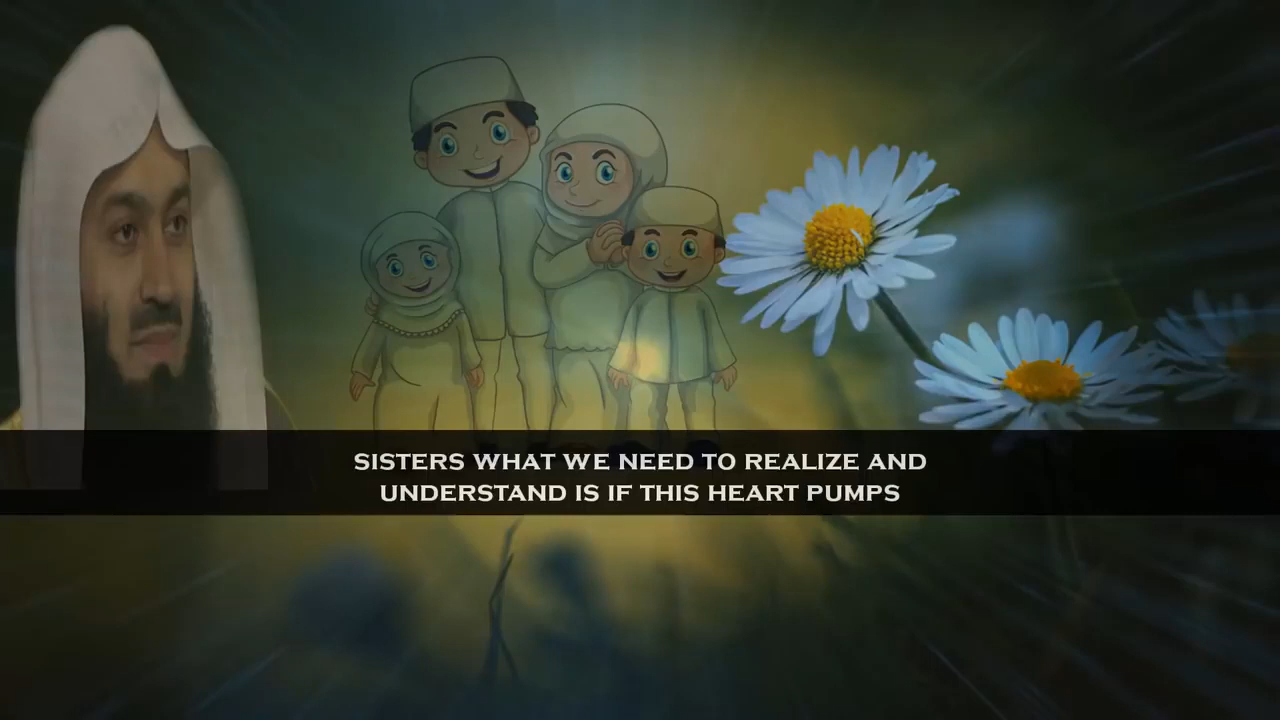 SISTERS WHAT WE NEED TO REALIZE AND
UNDERSTAND IS IF THIS HEART PUMPS